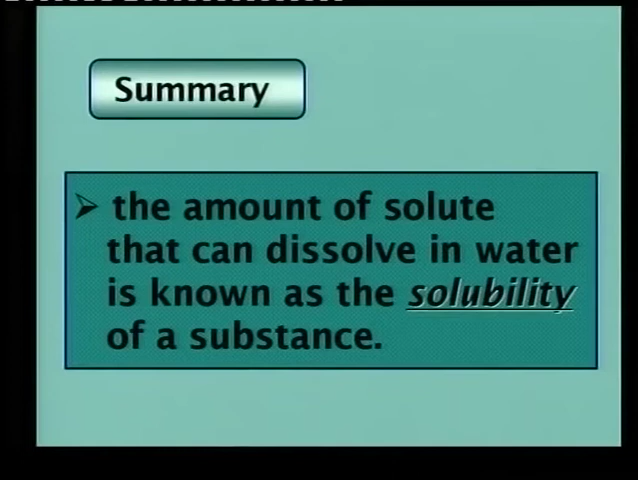 Summary
➢ the amount of solute
that can dissolve in water
is known as the solubility
of a substance.